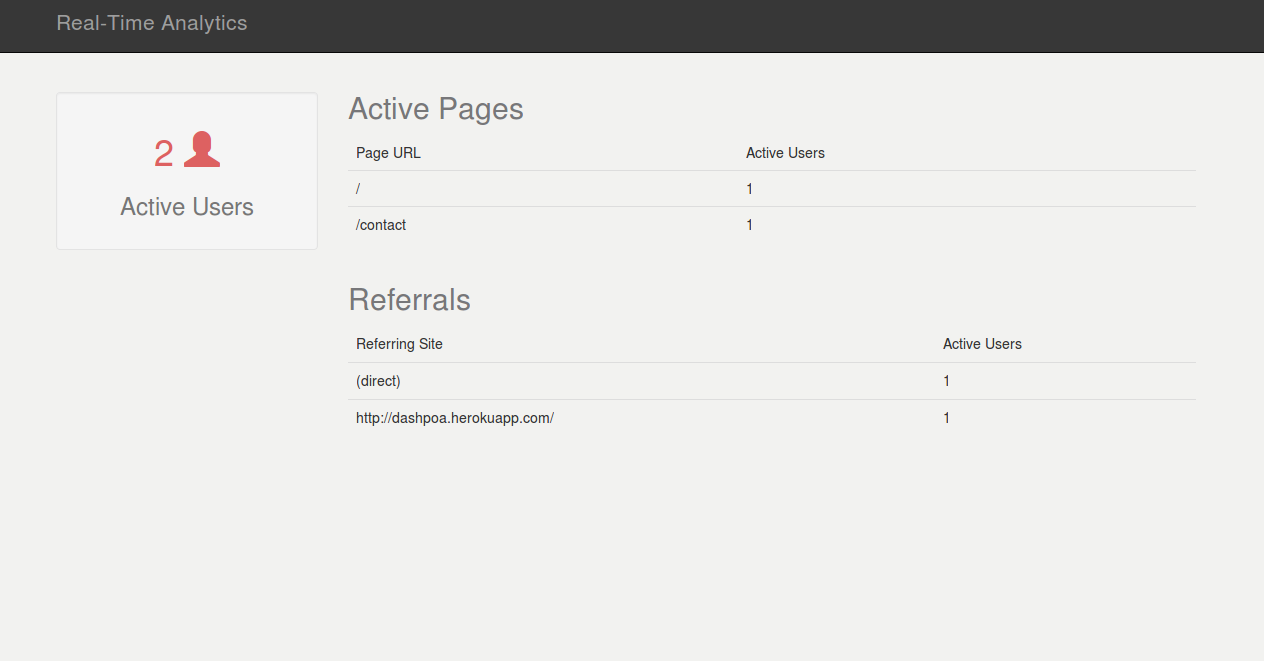 Real-Time Analytics
2
Active Users
Active Pages
Page URL Active Users
/ 1
/contact 1
Referrals
Referring Site Active Users
(direct) 1
http://dashpoa.herokuapp.com/ 1